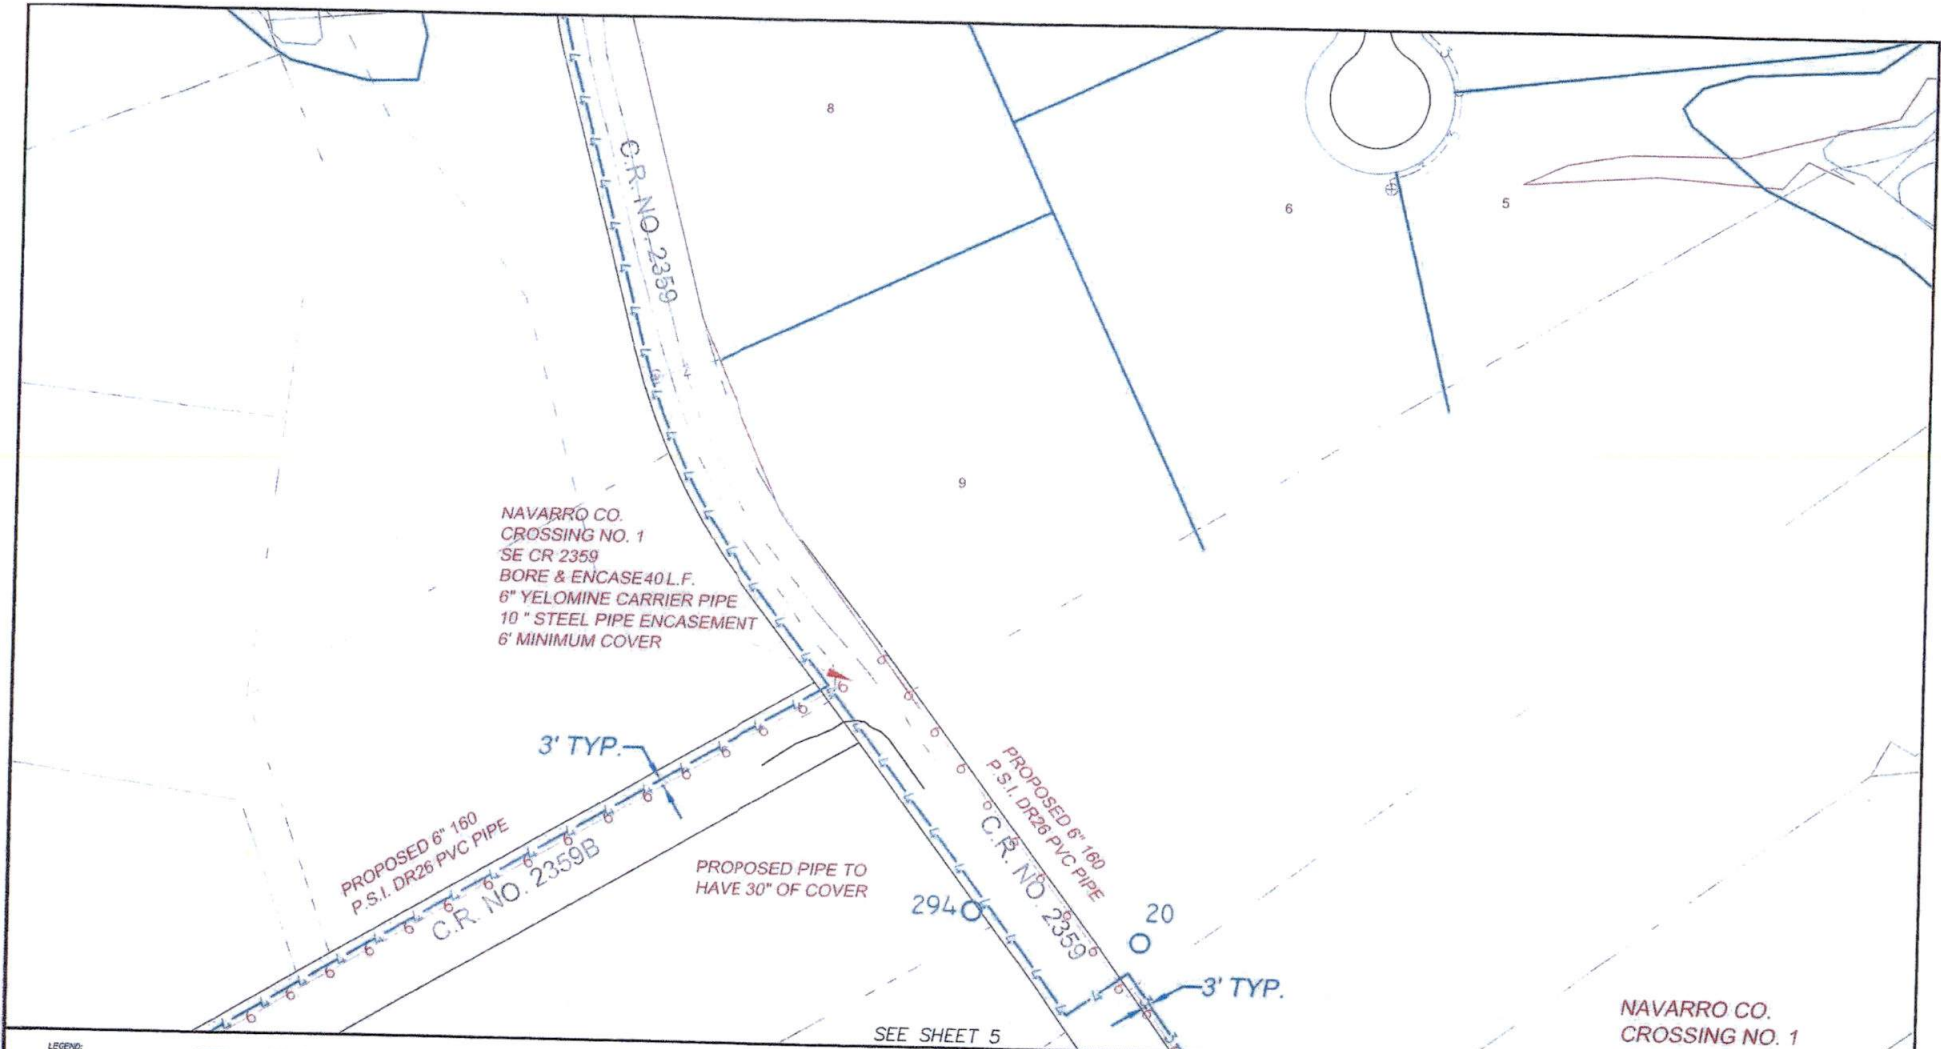 8
C.R. NO. 2359
6
5
9
NAVARRO CO.
CROSSING NO. 1
SE CR 2359
BORE & ENCASE40 L.F.
6" YELOMINE CARRIER PIPE
10 " STEEL PIPE ENCASEMENT
6' MINIMUM COVER
3' TYP.
PROPOSED 6" 160
P.S.I. DR26 PVC PIPE
C.R. NO. 2359B
PROPOSED PIPE TO
HAVE 30" OF COVER
PROPOSED 6" 160
P.S.I. DR26 PVC PIPE
C.R. NO. 2359
294
20
3' TYP.
SEE SHEET 5
NAVARRO CO.
CROSSING NO. 1
LEGEND: